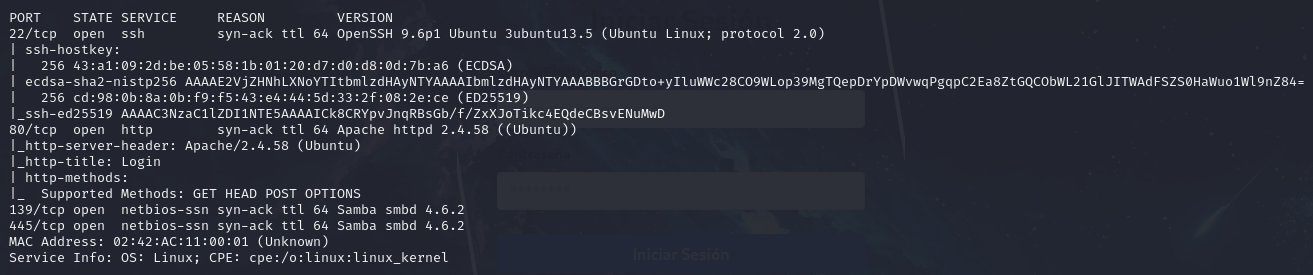 Iniciar Sesión
PORT    STATE SERVICE     REASON         VERSION
22/tcp  open  ssh         syn-ack ttl 64 OpenSSH 9.6p1 Ubuntu 3ubuntu13.5 (Ubuntu Linux; protocol 2.0)
| ssh-hostkey:
|   256 43:a1:09:2d:be:05:58:1b:01:20:d7:d0:d8:0d:7b:a6 (ECDSA)
| ecdsa-sha2-nistp256 AAAAE2VjZHNhLXNoYTItbmlzdHAyNTYAAAAIbmlzdHAyNTYAAABBBGrGDto+yIluWWc28CO9WLop39MgTQepDrYpDWvwqPgqpC2Ea8ZtGQCObWL21GlJITWAdFSZS0HaWuo1Wl9nZ84=
|   256 cd:98:0b:8a:0b:f9:f5:43:e4:44:5d:33:2f:08:2e:ce (ED25519)
|_ssh-ed25519 AAAAC3NzaC1lZDI1NTE5AAAAICk8CRYpvJnqRBsGb/f/ZxXJoTikc4EQdeCBsvENuMwD
80/tcp  open  http        syn-ack ttl 64 Apache httpd 2.4.58 ((Ubuntu))
|_http-server-header: Apache/2.4.58 (Ubuntu)
|_http-title: Login
| http-methods:
|_  Supported Methods: GET HEAD POST OPTIONS
139/tcp open  netbios-ssn syn-ack ttl 64 Samba smbd 4.6.2
445/tcp open  netbios-ssn syn-ack ttl 64 Samba smbd 4.6.2
MAC Address: 02:42:AC:11:00:01 (Unknown)
Iniciar Sesión
Service Info: OS: Linux; CPE: cpe:/o:linux:linux_kernel